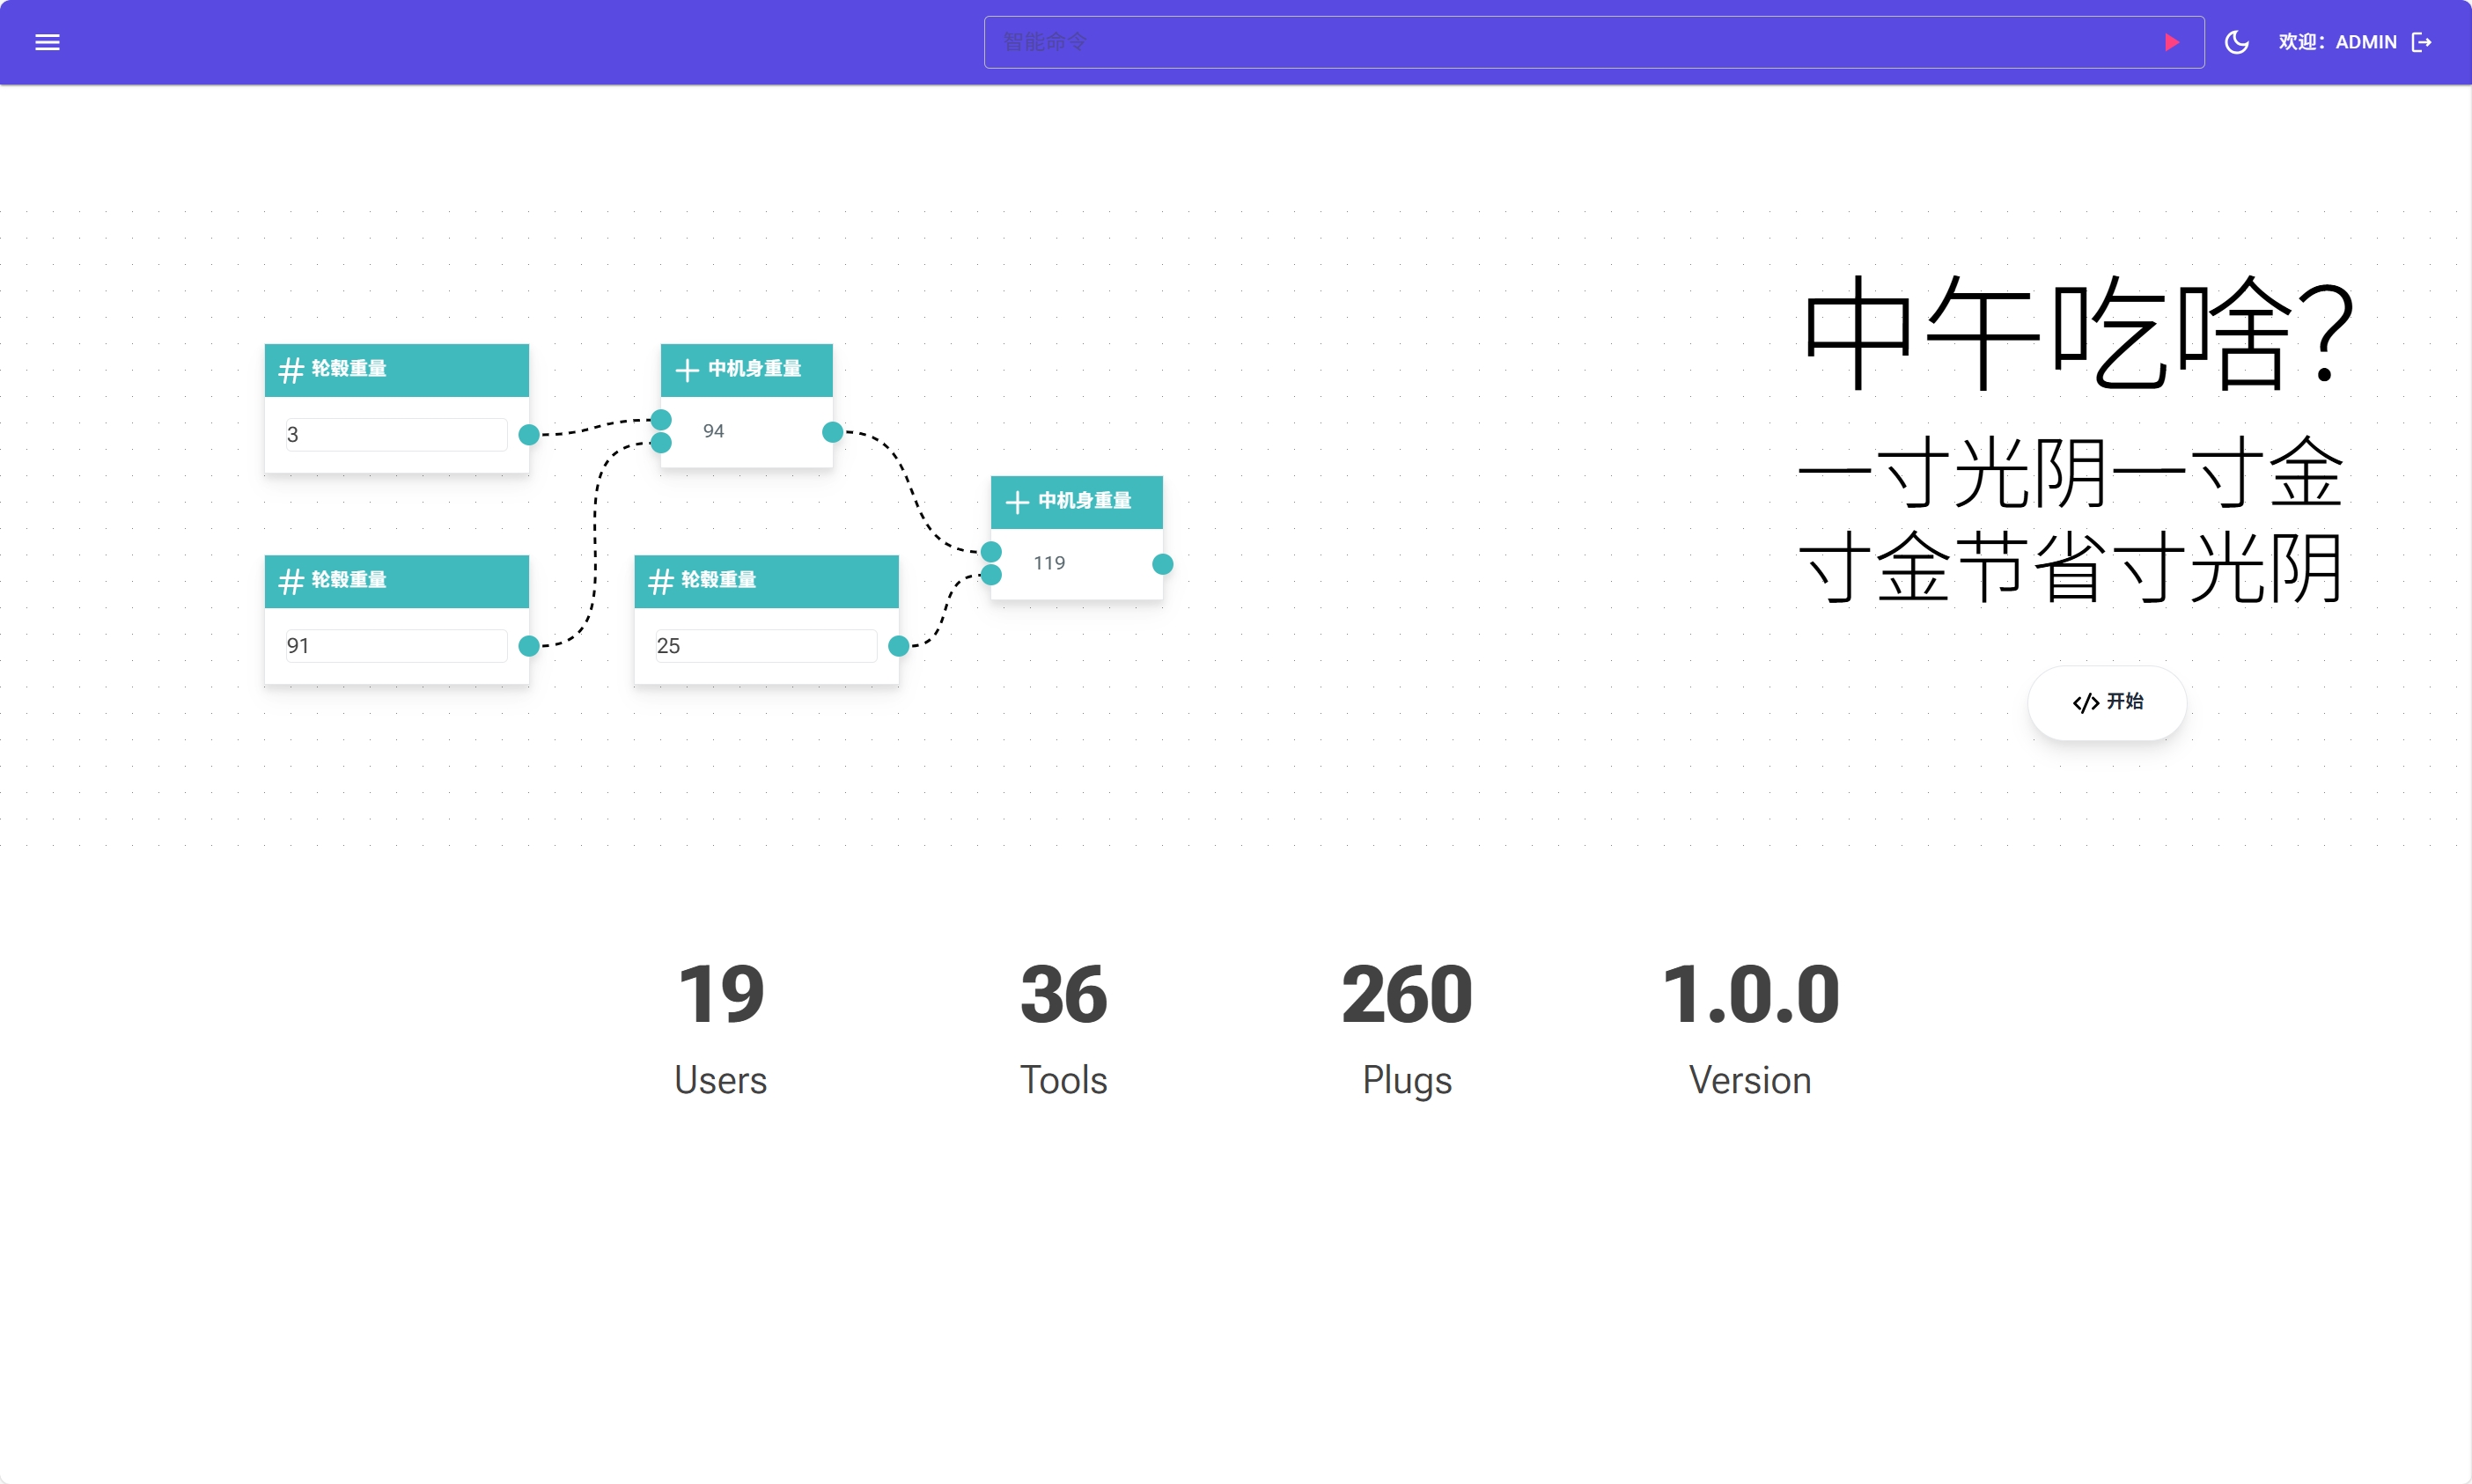 智能命令
欢迎：ADMIN
中午吃啥？
一寸光阴一寸金
寸金节省寸光阴
开始
轮毂重量
3
中机身重量
94
中机身重量
119
轮毂重量
91
轮毂重量
25
19
Users
36
Tools
260
Plugs
1.0.0
Version